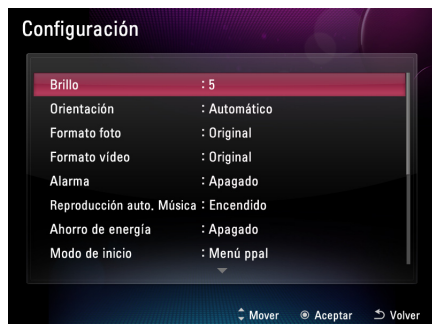 Configuración
Brillo : 5
Orientación : Automático
Formato foto : Original
Formato vídeo : Original
Alarma : Apagado
Reproducción auto. Música : Encendido
Ahorro de energía : Apagado
Modo de inicio : Menú ppal
Mover Aceptar Volver